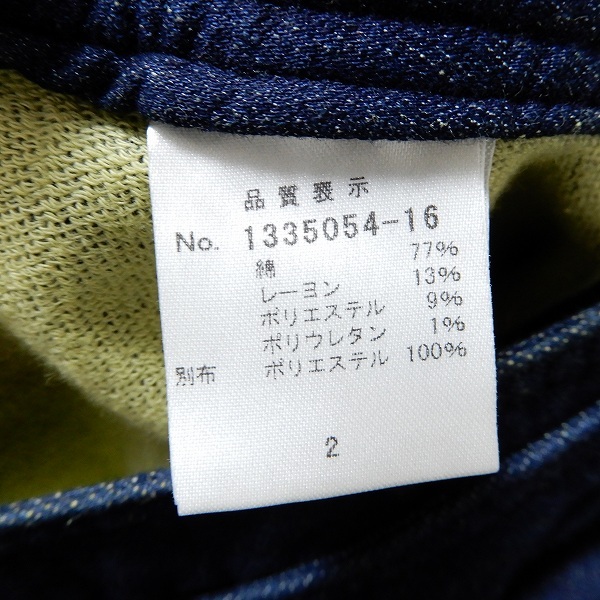 品質表示
No. 1335054-16
綿 77%
レーヨン 13%
ポリエステル 9%
ポリウレタン 1%
別布 ポリエステル 100%
2